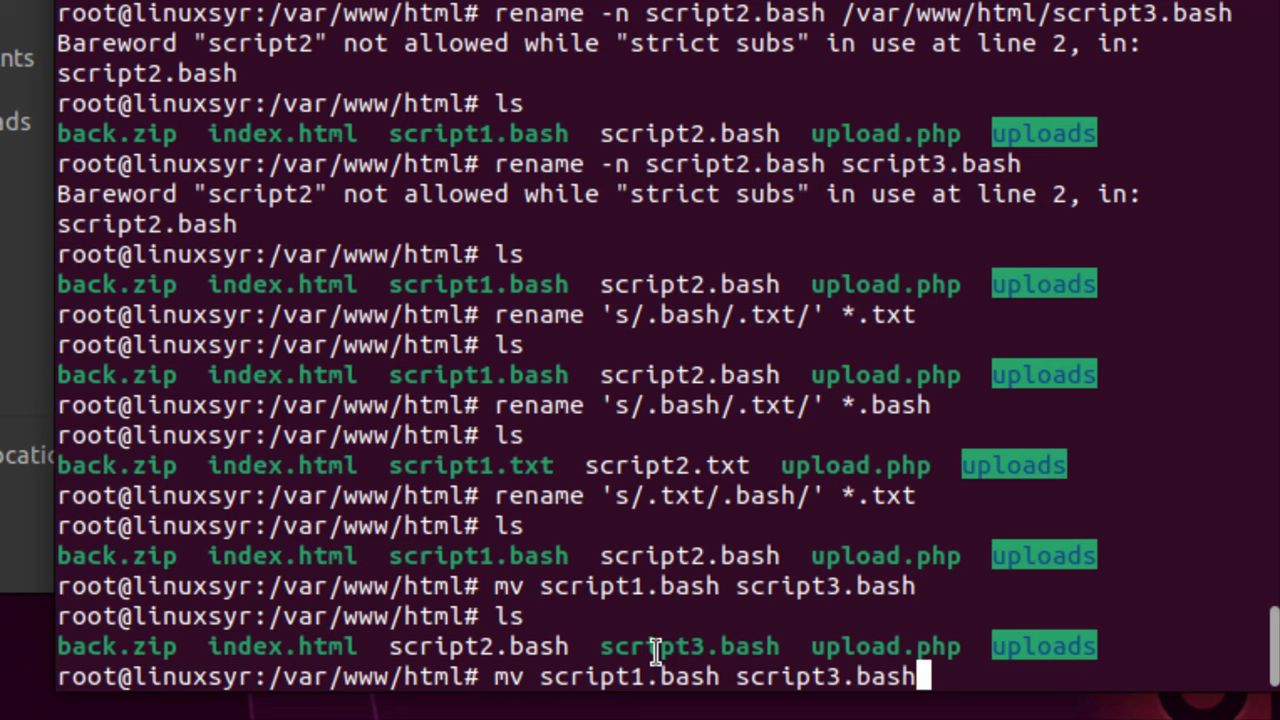 root@linuxsyr:/var/www/html# rename -n script2.bash /var/www/html/script3.bash
Bareword "script2" not allowed while "strict subs" in use at line 2, in:
nts
script2.bash
root@linuxsyr:/var/www/html# ls
ads
back.zip  index.html  script1.bash  script2.bash  upload.php  uploads
root@linuxsyr:/var/www/html# rename -n script2.bash script3.bash
Bareword "script2" not allowed while "strict subs" in use at line 2, in:
script2.bash
root@linuxsyr:/var/www/html# ls
back.zip  index.html  script1.bash  script2.bash  upload.php  uploads
root@linuxsyr:/var/www/html# rename 's/.bash/.txt/' *.txt
root@linuxsyr:/var/www/html# ls
back.zip  index.html  script1.bash  script2.bash  upload.php  uploads
root@linuxsyr:/var/www/html# rename 's/.bash/.txt/' *.bash
root@linuxsyr:/var/www/html# ls
ocatio
back.zip  index.html  script1.txt  script2.txt  upload.php  uploads
root@linuxsyr:/var/www/html# rename 's/.txt/.bash/' *.txt
root@linuxsyr:/var/www/html# ls
back.zip  index.html  script1.bash  script2.bash  upload.php  uploads
root@linuxsyr:/var/www/html# mv script1.bash script3.bash
root@linuxsyr:/var/www/html# ls
back.zip  index.html  script2.bash  script3.bash  upload.php  uploads
root@linuxsyr:/var/www/html# mv script1.bash script3.bash